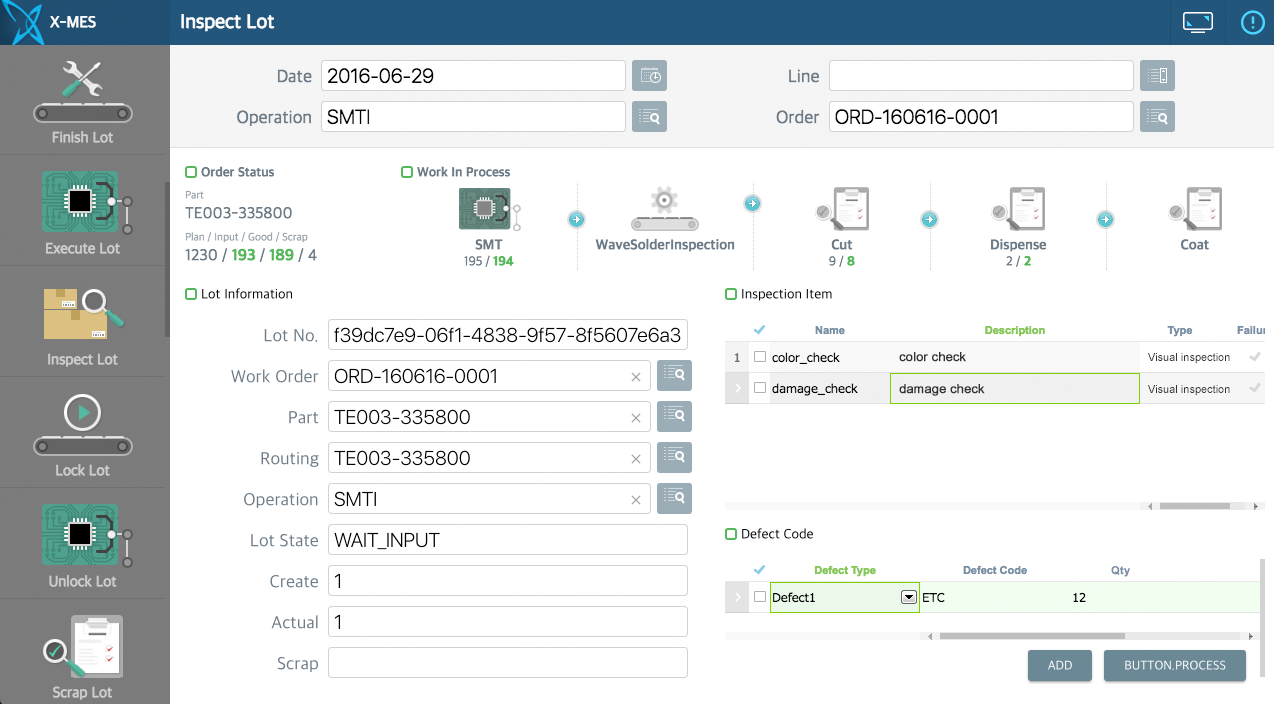 X-MES
Inspect Lot
Finish Lot
Execute Lot
Inspect Lot
Lock Lot
Unlock Lot
Scrap Lot
Date 2016-06-29 Line
Operation SMTI Order ORD-160616-0001
Order Status
Part
TE003-335800
Plan / Input / Good / Scrap
1230 / 193 / 189 / 4
Work In Process
SMT WaveSolderInspection Cut Dispense Coat
195 / 194 9 / 8 2 / 2
Lot Information
Lot No. f39dc7e9-06f1-4838-9f57-8f5607e6a3
Work Order ORD-160616-0001 ×
Part TE003-335800 ×
Routing TE003-335800 ×
Operation SMTI ×
Lot State WAIT_INPUT
Create 1
Actual 1
Scrap
Inspection Item
Name Description Type Failur
1 color_check color check Visual inspection
damage_check damage check Visual inspection
Defect Code
Defect Type Defect Code Qty
Defect1 ETC 12
ADD BUTTON.PROCESS